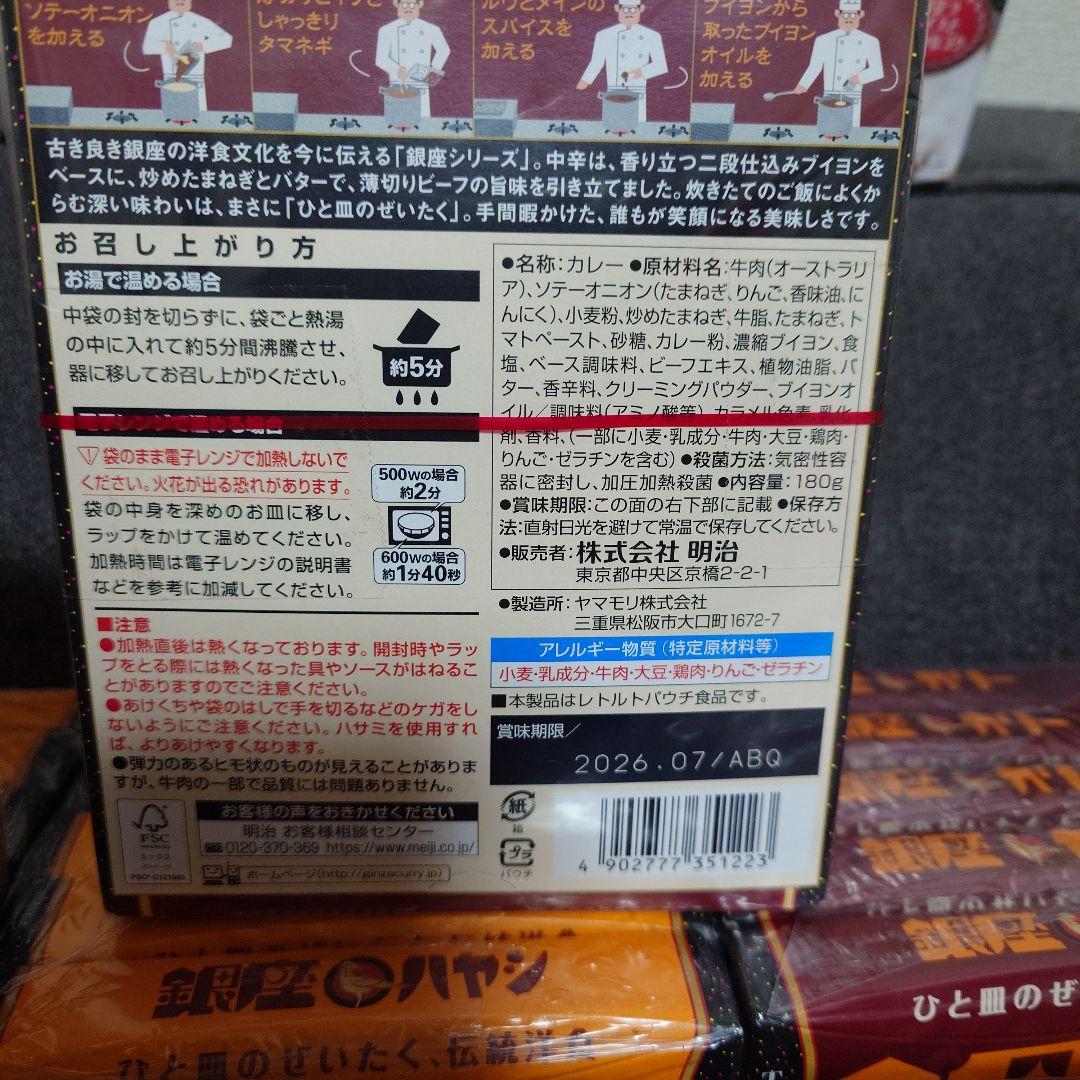 ソテーオニオン
を加える
しゃっきり
タマネギ
スパイスを
加える
ブイヨンから
取ったブイヨン
オイルを
加える
古き良き銀座の洋食文化を今に伝える「銀座シリーズ」。中辛は、香り立つ二段仕込みブイヨンを
ベースに、炒めたまねぎとバターで、薄切りビーフの旨味を引き立てました。炊きたてのご飯によくか
らむ深い味わいは、まさに「ひと皿のぜいたく」。手間暇かけた、誰もが笑顔になる美味しさです。
お召し上がり方
お湯で温める場合
中袋の封を切らずに、袋ごと熱湯
の中に入れて約5分間沸騰させ、
器に移してお召し上がりください。
約5分
電子レンジで温める場合
袋のまま電子レンジで加熱しないで
ください。火花が出る恐れがあります。
袋の中身を深めのお皿に移し、
ラップをかけて温めてください。
加熱時間は電子レンジの説明書
などを参考に加減してください。
500Wの場合
約2分
600Wの場合
約1分40秒
■注意
●加熱直後は熱くなっております。開封時やラッ
プをとる際には熱くなった具やソースがはねるこ
とがありますのでご注意ください。
●あけくちや袋のはしで手を切るなどのケガをし
ないようにご注意ください。ハサミを使用すれ
ば、よりあけやすくなります。
●弾力のあるヒモ状のものが見えることがありま
すが、牛肉の一部で品質には問題ありません。
FSC
ミックス
お客様の声をおきかせください
明治 お客様相談センター
0120-370-369 https://www.meiji.co.jp/
ホームページ(http://ginzacurry.jp)
●名称:カレー ●原材料名:牛肉(オーストラリ
ア)、ソテーオニオン(たまねぎ、りんご、香味油、に
んにく)、小麦粉、炒めたまねぎ、牛脂、たまねぎ、ト
マトペースト、砂糖、カレー粉、濃縮ブイヨン、食
塩、ベース調味料、ビーフエキス、植物油脂、バ
ター、香辛料、クリーミングパウダー、ブイヨンオ
イル/調味料(アミノ酸等)、カラメル色素、乳化
剤、香料、(一部に小麦・乳成分・牛肉・大豆・鶏肉・
りんご・ゼラチンを含む) ●殺菌方法:気密性容
器に密封し、加圧加熱殺菌 ●内容量:180g
●賞味期限:この面の右下部に記載 ●保存方
法:直射日光を避けて常温で保存してください。
●販売者:株式会社 明治
東京都中央区京橋2-2-1
●製造所:ヤマモリ株式会社
三重県松阪市大口町1672-7
アレルギー物質(特定原材料等)
小麦・乳成分・牛肉・大豆・鶏肉・りんご・ゼラチン
■本製品はレトルトパウチ食品です。
賞味期限/
2026.07/ABQ
紙
箱
プラ
パウチ
4 902777 351223
銀座ハヤシ
ひと皿のぜいたく、伝統洋食
銀座
ひと皿のぜ